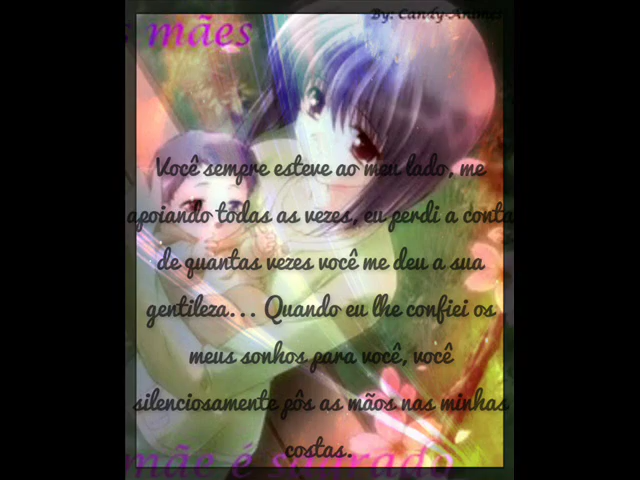 By: Candy-Animes
s mães
Você sempre esteve ao meu lado, me
apoiando todas as vezes, eu perdi a conta
de quantas vezes você me deu a sua
gentileza... Quando eu lhe confiei os
meus sonhos para você, você
silenciosamente pôs as mãos nas minhas
costas.
mãe é sagrado